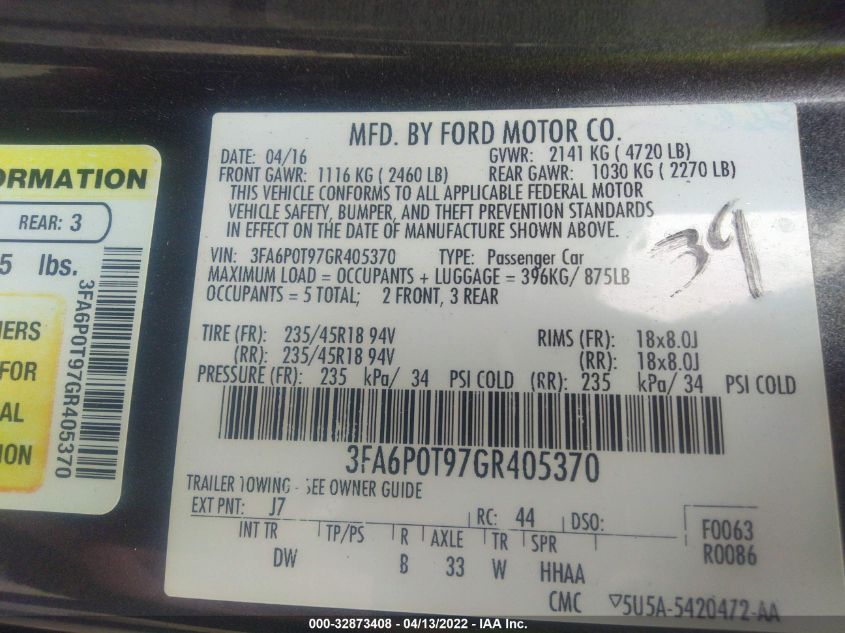 MFD. BY FORD MOTOR CO.
DATE: 04/16 GVWR: 2141 KG ( 4720 LB)
FRONT GAWR: 1116 KG ( 2460 LB) REAR GAWR: 1030 KG ( 2270 LB)
THIS VEHICLE CONFORMS TO ALL APPLICABLE FEDERAL MOTOR
VEHICLE SAFETY, BUMPER, AND THEFT PREVENTION STANDARDS
IN EFFECT ON THE DATE OF MANUFACTURE SHOWN ABOVE.
VIN: 3FA6P0T97GR405370 TYPE: Passenger Car
MAXIMUM LOAD = OCCUPANTS + LUGGAGE = 396KG/ 875LB
OCCUPANTS = 5 TOTAL; 2 FRONT, 3 REAR
39
TIRE (FR): 235/45R18 94V RIMS (FR): 18x8.0J
(RR): 235/45R18 94V (RR): 18x8.0J
PRESSURE (FR): 235 kPa/ 34 PSI COLD (RR): 235 kPa/ 34 PSI COLD
3FA6P0T97GR405370
TRAILER TOWING - SEE OWNER GUIDE
EXT PNT: J7 RC: 44 DSO: F0063
INT TR TP/PS R AXLE TR SPR R0086
DW B 33 W HHAA
CMC ▽5U5A-5420472-AA
ORMATION
REAR: 3
5 lbs.
NERS
FOR
AL
ION
3FA6P0T97GR405370
000-32873408 - 04/13/2022 - IAA Inc.